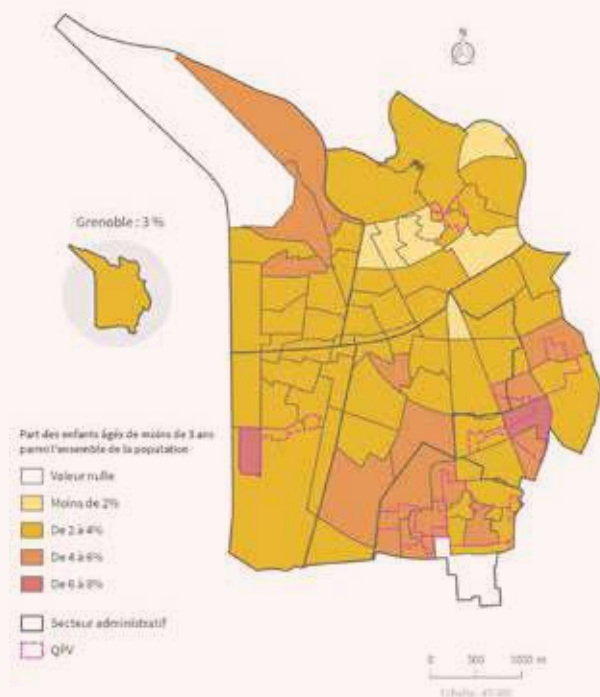 N
Grenoble : 3 %
Part des enfants âgés de moins de 3 ans
parmi l'ensemble de la population
Valeur nulle
Moins de 2%
De 2 à 4%
De 4 à 6%
De 6 à 8%
Secteur administratif
QPV
0 500 1000 m